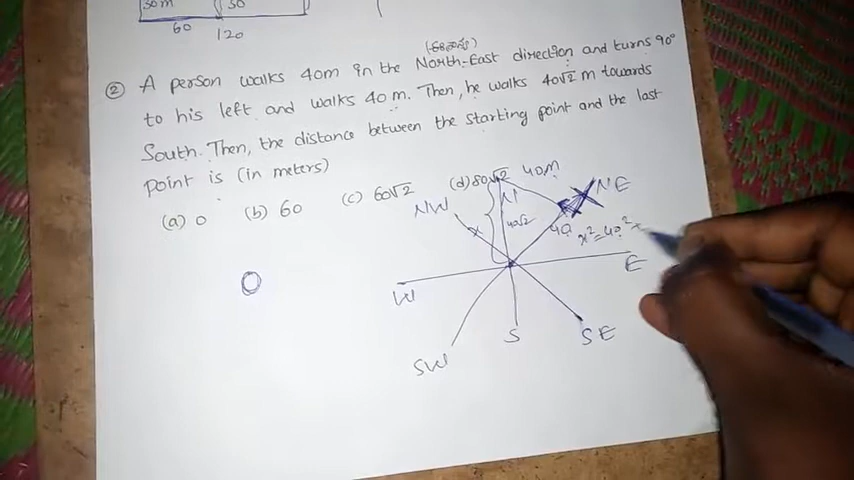 30m 30
60
120
② A person walks 40m in the North-East direction and turns 90°
to his left and walks 40 m. Then, he walks 40√2 m towards
South. Then, the distance between the starting point and the last
point is (in meters)
(a) 0 (b) 60 (c) 60√2 (d) 80√2
40m
NW N NE
x 40√2 40 x²=40²+
W E
S SE
SW